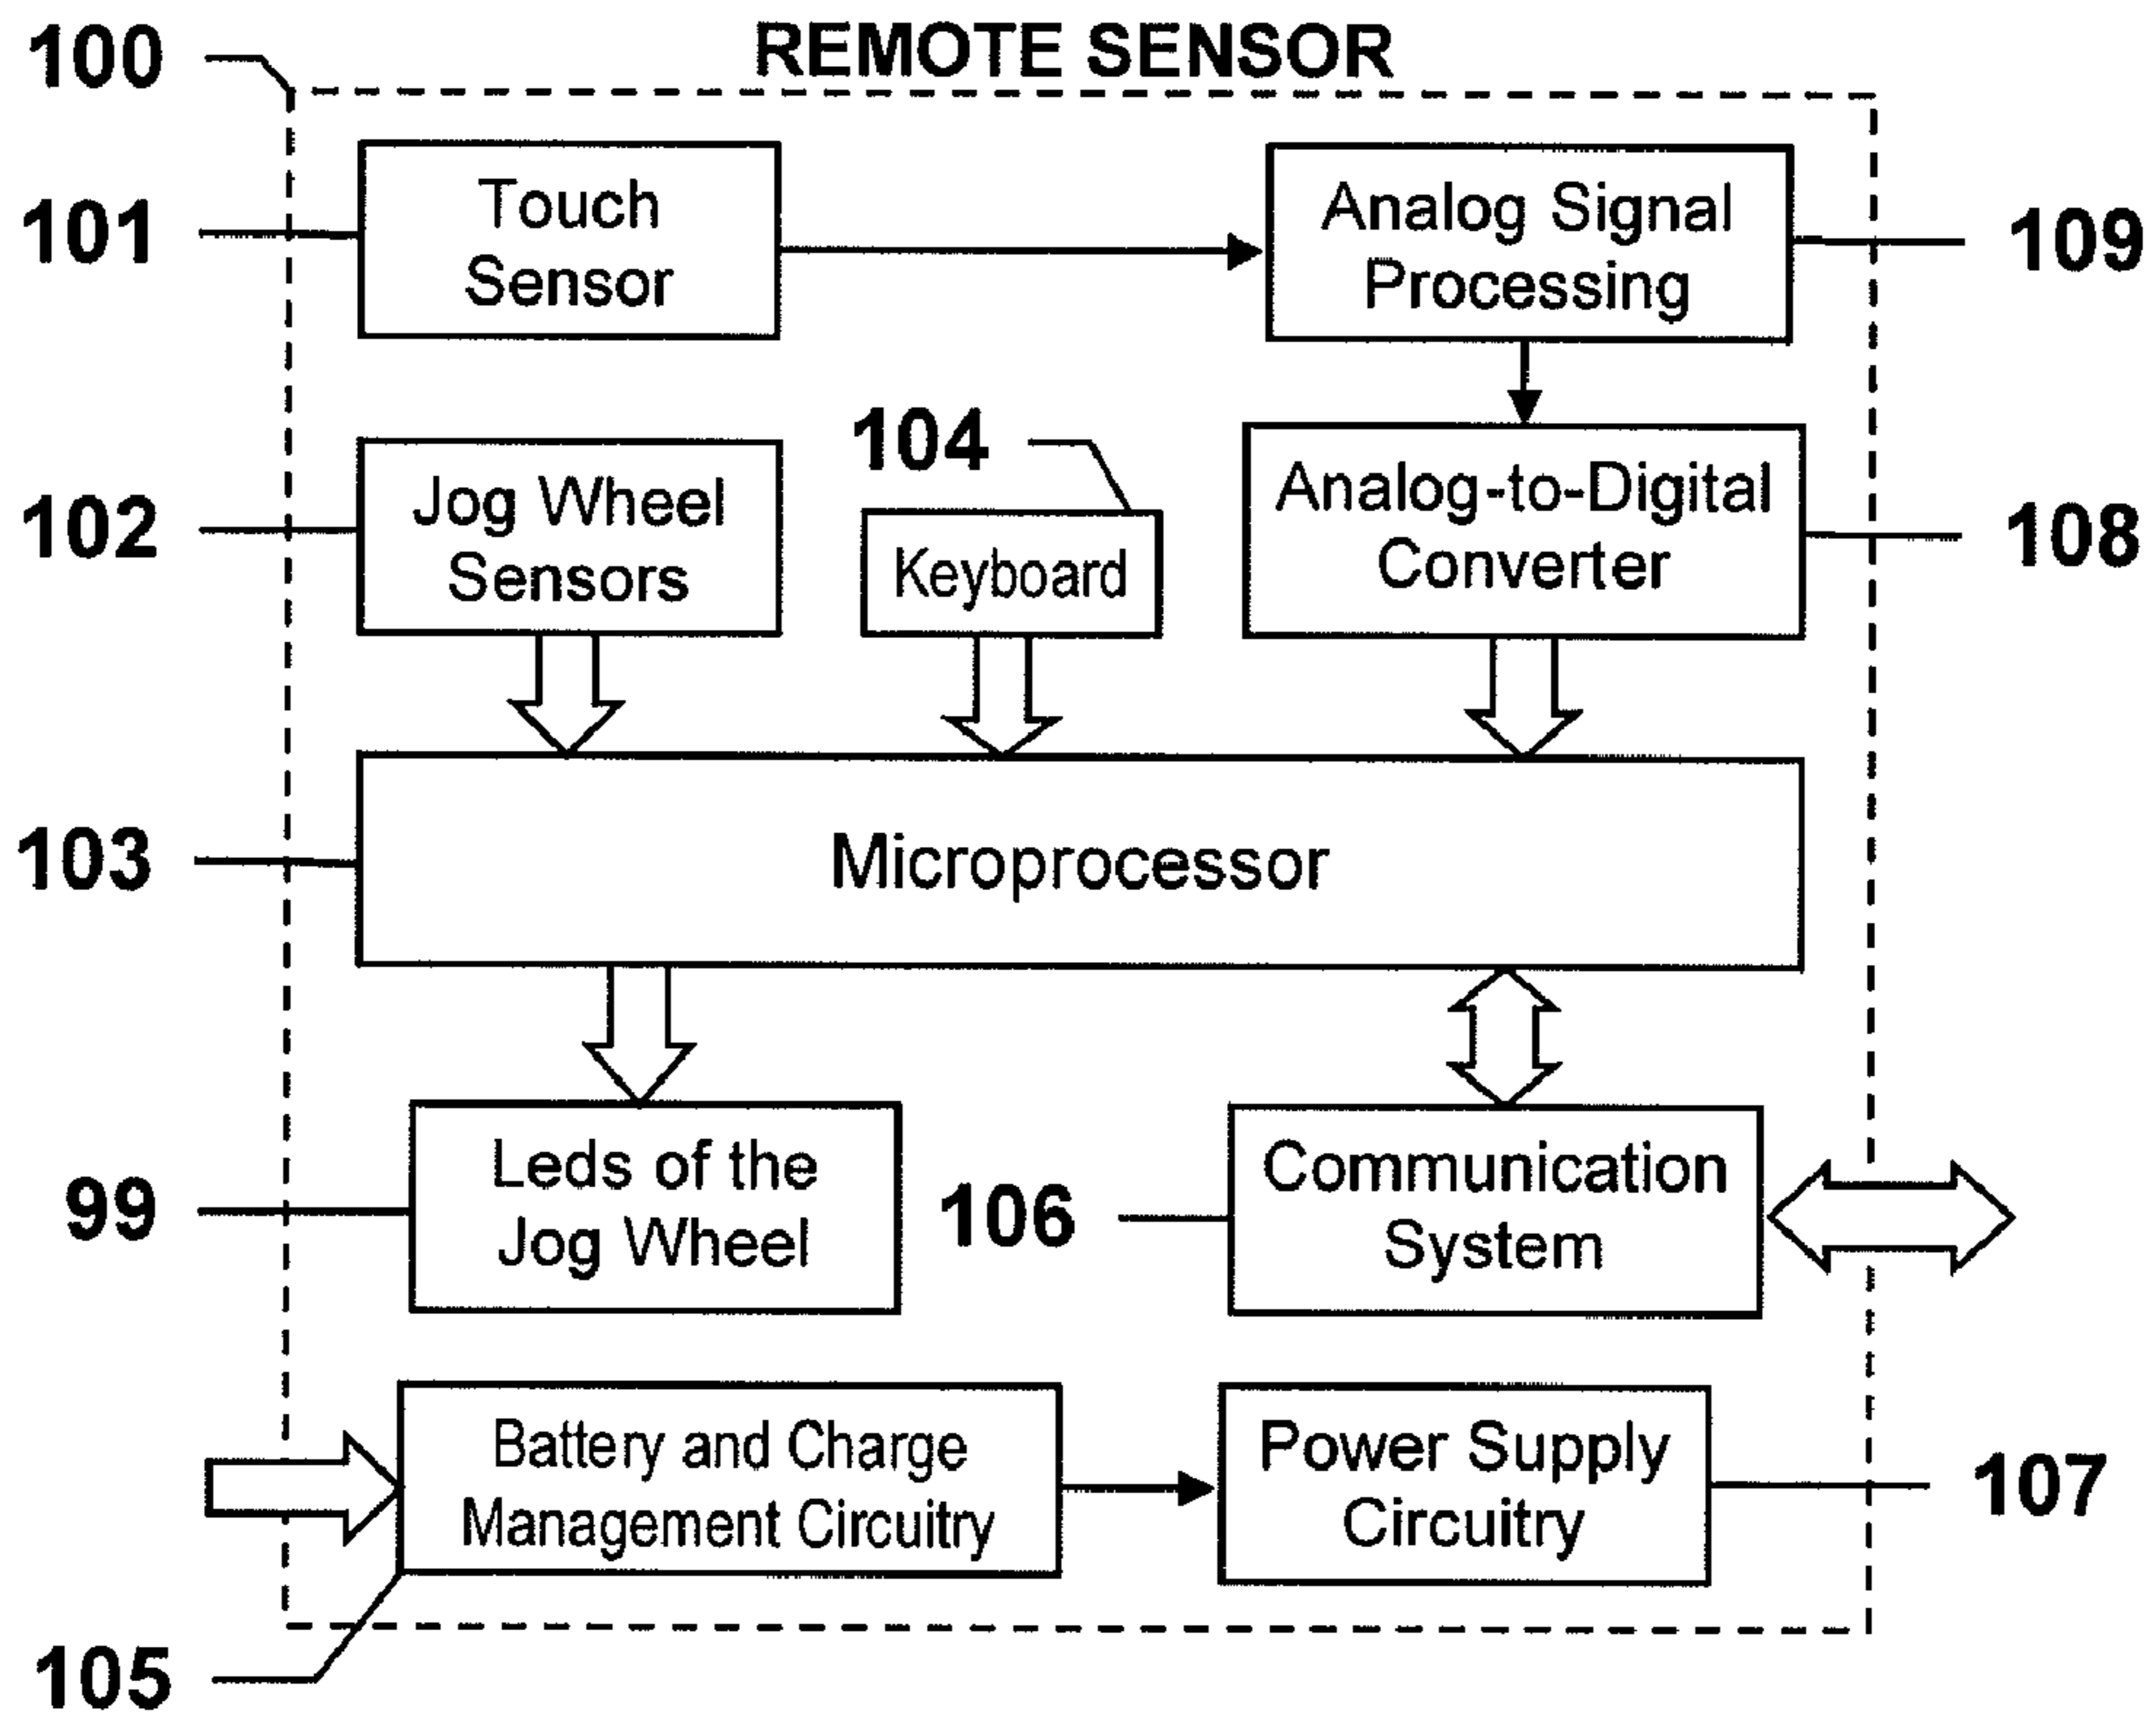 REMOTE SENSOR
100
101
Touch
Sensor
Analog Signal
Processing
109
102
Jog Wheel
Sensors
104
Keyboard
Analog-to-Digital
Converter
108
103
Microprocessor
99
Leds of the
Jog Wheel
106
Communication
System
Battery and Charge
Management Circuitry
Power Supply
Circuitry
107
105